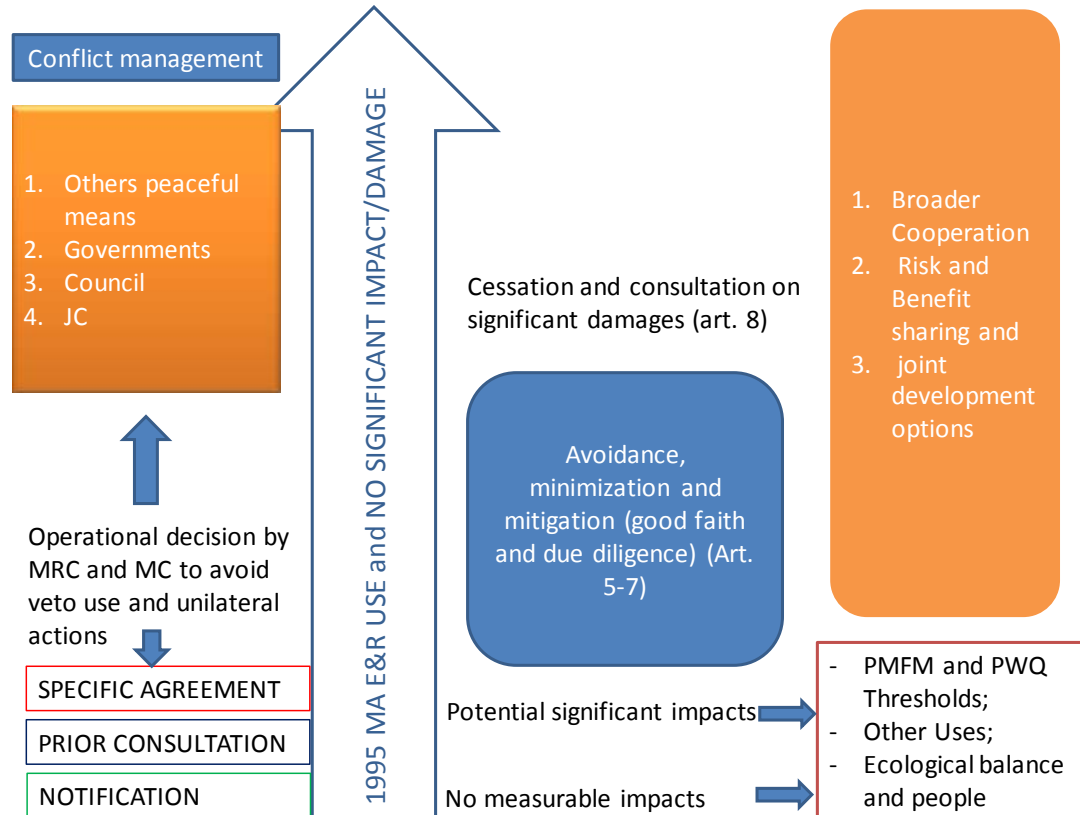 Conflict management
1. Others peaceful
means
2. Governments
3. Council
4. JC
Operational decision by
MRC and MC to avoid
veto use and unilateral
actions
SPECIFIC AGREEMENT
PRIOR CONSULTATION
NOTIFICATION
1995 MA E&R USE and NO SIGNIFICANT IMPACT/DAMAGE
Cessation and consultation on
significant damages (art. 8)
Avoidance,
minimization and
mitigation (good faith
and due diligence) (Art.
5-7)
Potential significant impacts
No measurable impacts
1. Broader
Cooperation
2. Risk and
Benefit
sharing and
3. joint
development
options
- PMFM and PWQ
Thresholds;
- Other Uses;
- Ecological balance
and people